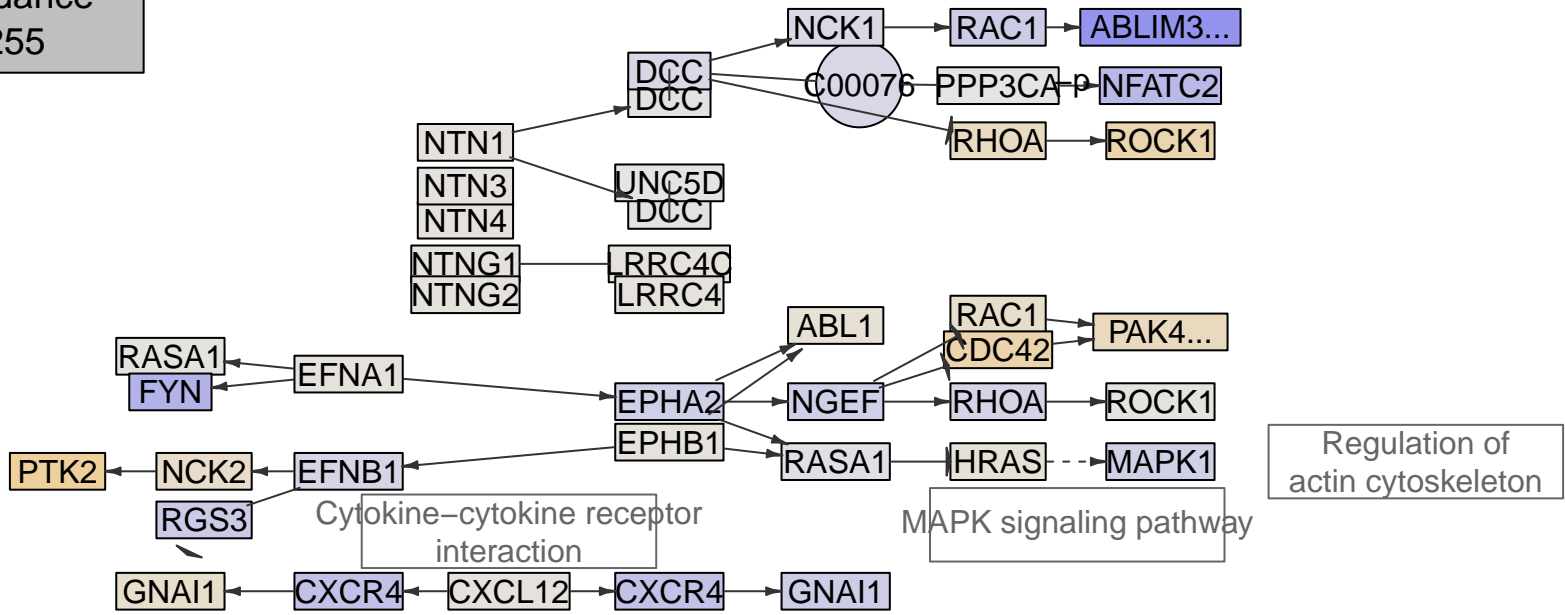 255
NCK1
RAC1
ABLIM3...
DCC
DCC
C00076
PPP3CA
+p
NFATC2
NTN1
RHOA
ROCK1
NTN3
UNC5D
NTN4
DCC
NTNG1
LRRC4C
NTNG2
LRRC4
RAC1
ABL1
PAK4...
RASA1
CDC42
EFNA1
FYN
EPHA2
NGEF
RHOA
ROCK1
EPHB1
PTK2
NCK2
EFNB1
RASA1
HRAS
MAPK1
Regulation of
actin cytoskeleton
RGS3
Cytokine−cytokine receptor
interaction
MAPK signaling pathway
GNAI1
CXCR4
CXCL12
CXCR4
GNAI1